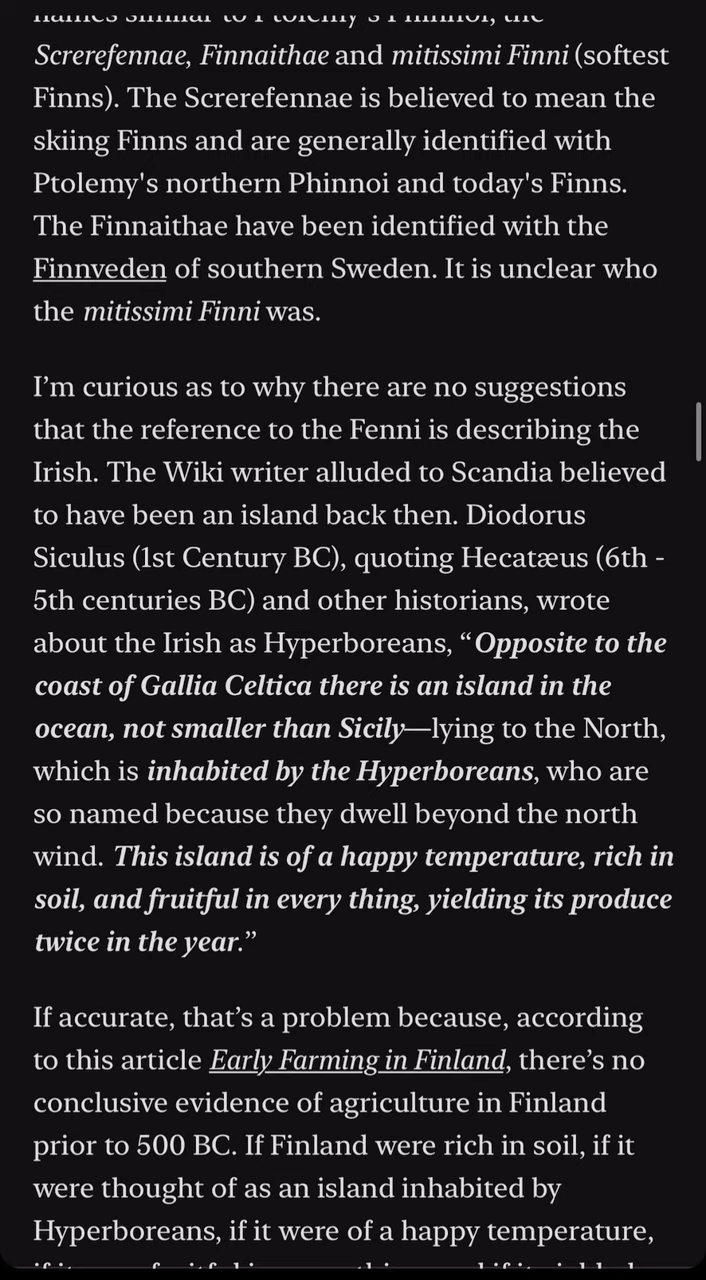 names similar to Ptolemy's Phinnoi, the
Screrefennae, Finnaithae and mitissimi Finni (softest
Finns). The Screrefennae is believed to mean the
skiing Finns and are generally identified with
Ptolemy's northern Phinnoi and today's Finns.
The Finnaithae have been identified with the
Finnveden of southern Sweden. It is unclear who
the mitissimi Finni was.
I’m curious as to why there are no suggestions
that the reference to the Fenni is describing the
Irish. The Wiki writer alluded to Scandia believed
to have been an island back then. Diodorus
Siculus (1st Century BC), quoting Hecatæus (6th -
5th centuries BC) and other historians, wrote
about the Irish as Hyperboreans, “Opposite to the
coast of Gallia Celtica there is an island in the
ocean, not smaller than Sicily—lying to the North,
which is inhabited by the Hyperboreans, who are
so named because they dwell beyond the north
wind. This island is of a happy temperature, rich in
soil, and fruitful in every thing, yielding its produce
twice in the year.”
If accurate, that’s a problem because, according
to this article Early Farming in Finland, there’s no
conclusive evidence of agriculture in Finland
prior to 500 BC. If Finland were rich in soil, if it
were thought of as an island inhabited by
Hyperboreans, if it were of a happy temperature,